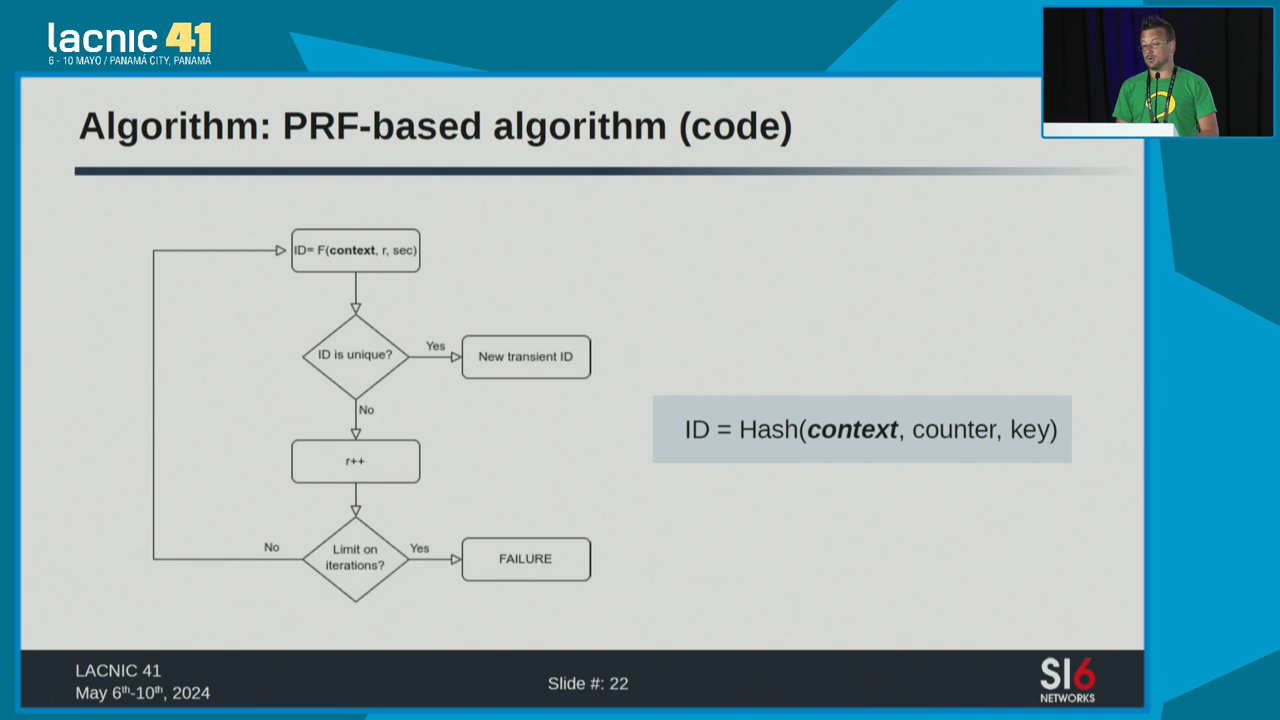 lacnic 41
6 - 10 MAYO / PANAMÁ CITY, PANAMÁ
Algorithm: PRF-based algorithm (code)
ID= F(context, r, sec)
ID is unique?
Yes
New transient ID
No
r++
Limit on
iterations?
No
Yes
FAILURE
ID = Hash(context, counter, key)
LACNIC 41
May 6th-10th, 2024
Slide #: 22
SI6
NETWORKS